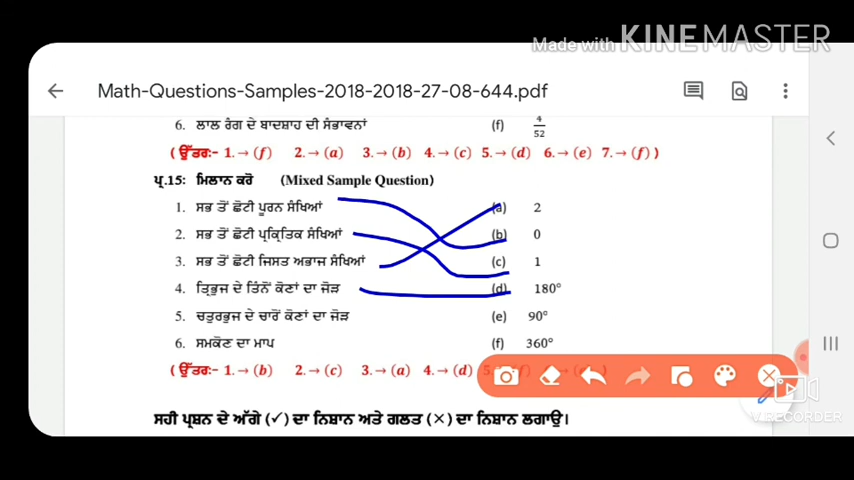 Made with KINEMASTER
Math-Questions-Samples-2018-2018-27-08-644.pdf
6. ਲਾਲ ਰੰਗ ਦੇ ਬਾਦਸ਼ਾਹ ਦੀ ਸੰਭਾਵਨਾਂ (f) 4/52
( ਉੱਤਰ:- 1.→(f) 2.→(a) 3.→(b) 4.→(c) 5.→(d) 6.→(e) 7.→(f) )
ਪ੍ਰ.15: ਮਿਲਾਨ ਕਰੋ (Mixed Sample Question)
1. ਸਭ ਤੋਂ ਛੋਟੀ ਪੂਰਨ ਸੰਖਿਆਂ (a) 2
2. ਸਭ ਤੋਂ ਛੋਟੀ ਪ੍ਰਕ੍ਰਿਤਿਕ ਸੰਖਿਆਂ (b) 0
3. ਸਭ ਤੋਂ ਛੋਟੀ ਜਿਸਤ ਅਭਾਜ ਸੰਖਿਆਂ (c) 1
4. ਤ੍ਰਿਭੁਜ ਦੇ ਤਿੰਨੋਂ ਕੋਣਾਂ ਦਾ ਜੋੜ (d) 180°
5. ਚਤੁਰਭੁਜ ਦੇ ਚਾਰੋਂ ਕੋਣਾਂ ਦਾ ਜੋੜ (e) 90°
6. ਸਮਕੋਣ ਦਾ ਮਾਪ (f) 360°
( ਉੱਤਰ:- 1.→(b) 2.→(c) 3.→(a) 4.→(d) )
V RECORDER
ਸਹੀ ਪ੍ਰਸ਼ਨ ਦੇ ਅੱਗੇ (✓) ਦਾ ਨਿਸ਼ਾਨ ਅਤੇ ਗਲਤ (×) ਦਾ ਨਿਸ਼ਾਨ ਲਗਾਉ।